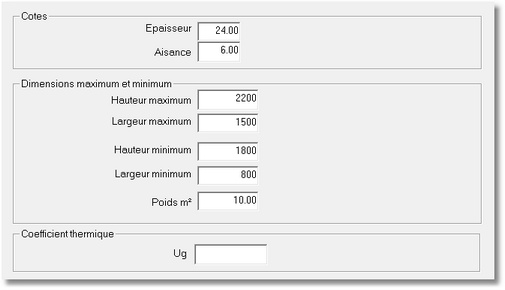 Cotes
Epaisseur 24.00
Aisance 6.00
Dimensions maximum et minimum
Hauteur maximum 2200
Largeur maximum 1500
Hauteur minimum 1800
Largeur minimum 800
Poids m² 10.00
Coefficient thermique
Ug